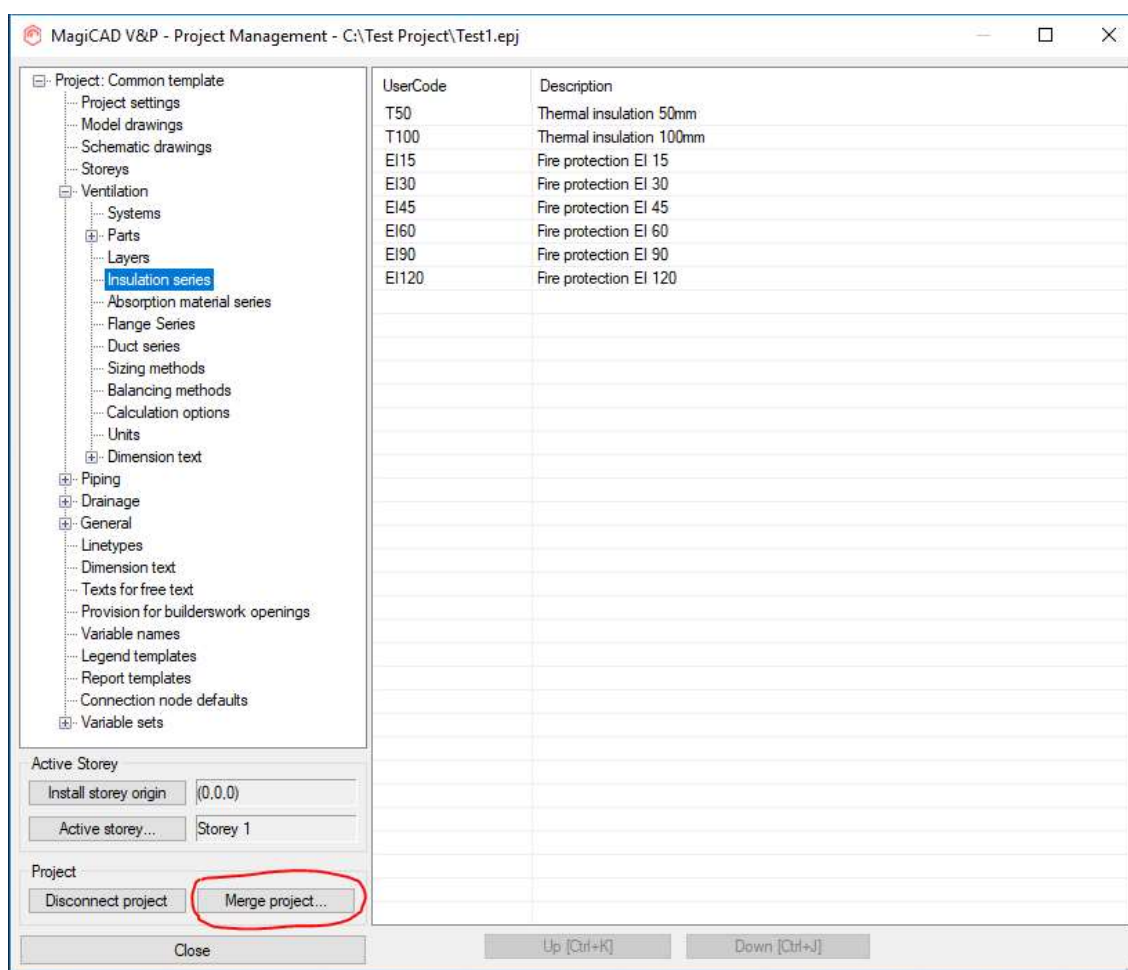 MagiCAD V&P - Project Management - C:\Test Project\Test1.epj
Project: Common template
Project settings
Model drawings
Schematic drawings
Storeys
Ventilation
Systems
Parts
Layers
Insulation series
Absorption material series
Flange Series
Duct series
Sizing methods
Balancing methods
Calculation options
Units
Dimension text
Piping
Drainage
General
Linetypes
Dimension text
Texts for free text
Provision for builderswork openings
Variable names
Legend templates
Report templates
Connection node defaults
Variable sets
UserCode Description
T50 Thermal insulation 50mm
T100 Thermal insulation 100mm
EI15 Fire protection EI 15
EI30 Fire protection EI 30
EI45 Fire protection EI 45
EI60 Fire protection EI 60
EI90 Fire protection EI 90
EI120 Fire protection EI 120
Active Storey
Install storey origin (0,0,0)
Active storey... Storey 1
Project
Disconnect project Merge project...
Close Up [Ctrl+K] Down [Ctrl+J]